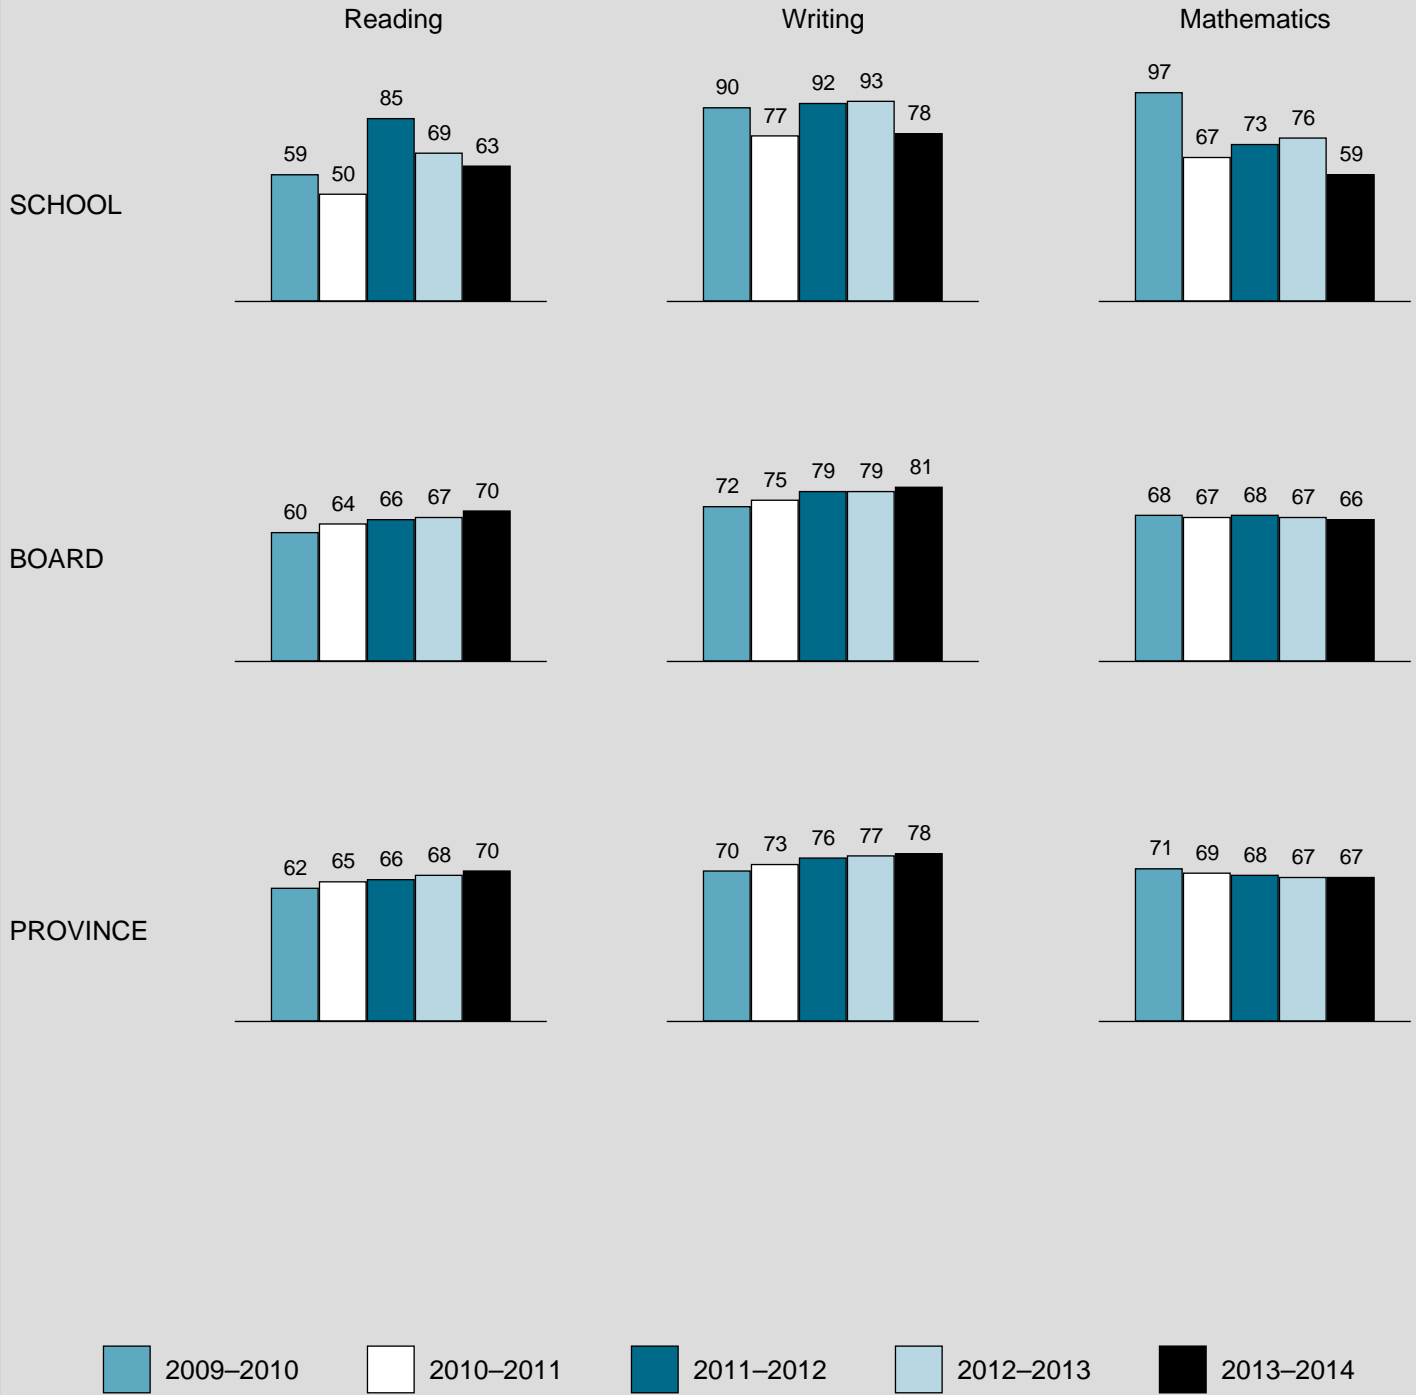 Reading Writing Mathematics
SCHOOL
59 50 85 69 63
90 77 92 93 78
97 67 73 76 59
BOARD
60 64 66 67 70
72 75 79 79 81
68 67 68 67 66
PROVINCE
62 65 66 68 70
70 73 76 77 78
71 69 68 67 67
2009–2010 2010–2011 2011–2012 2012–2013 2013–2014